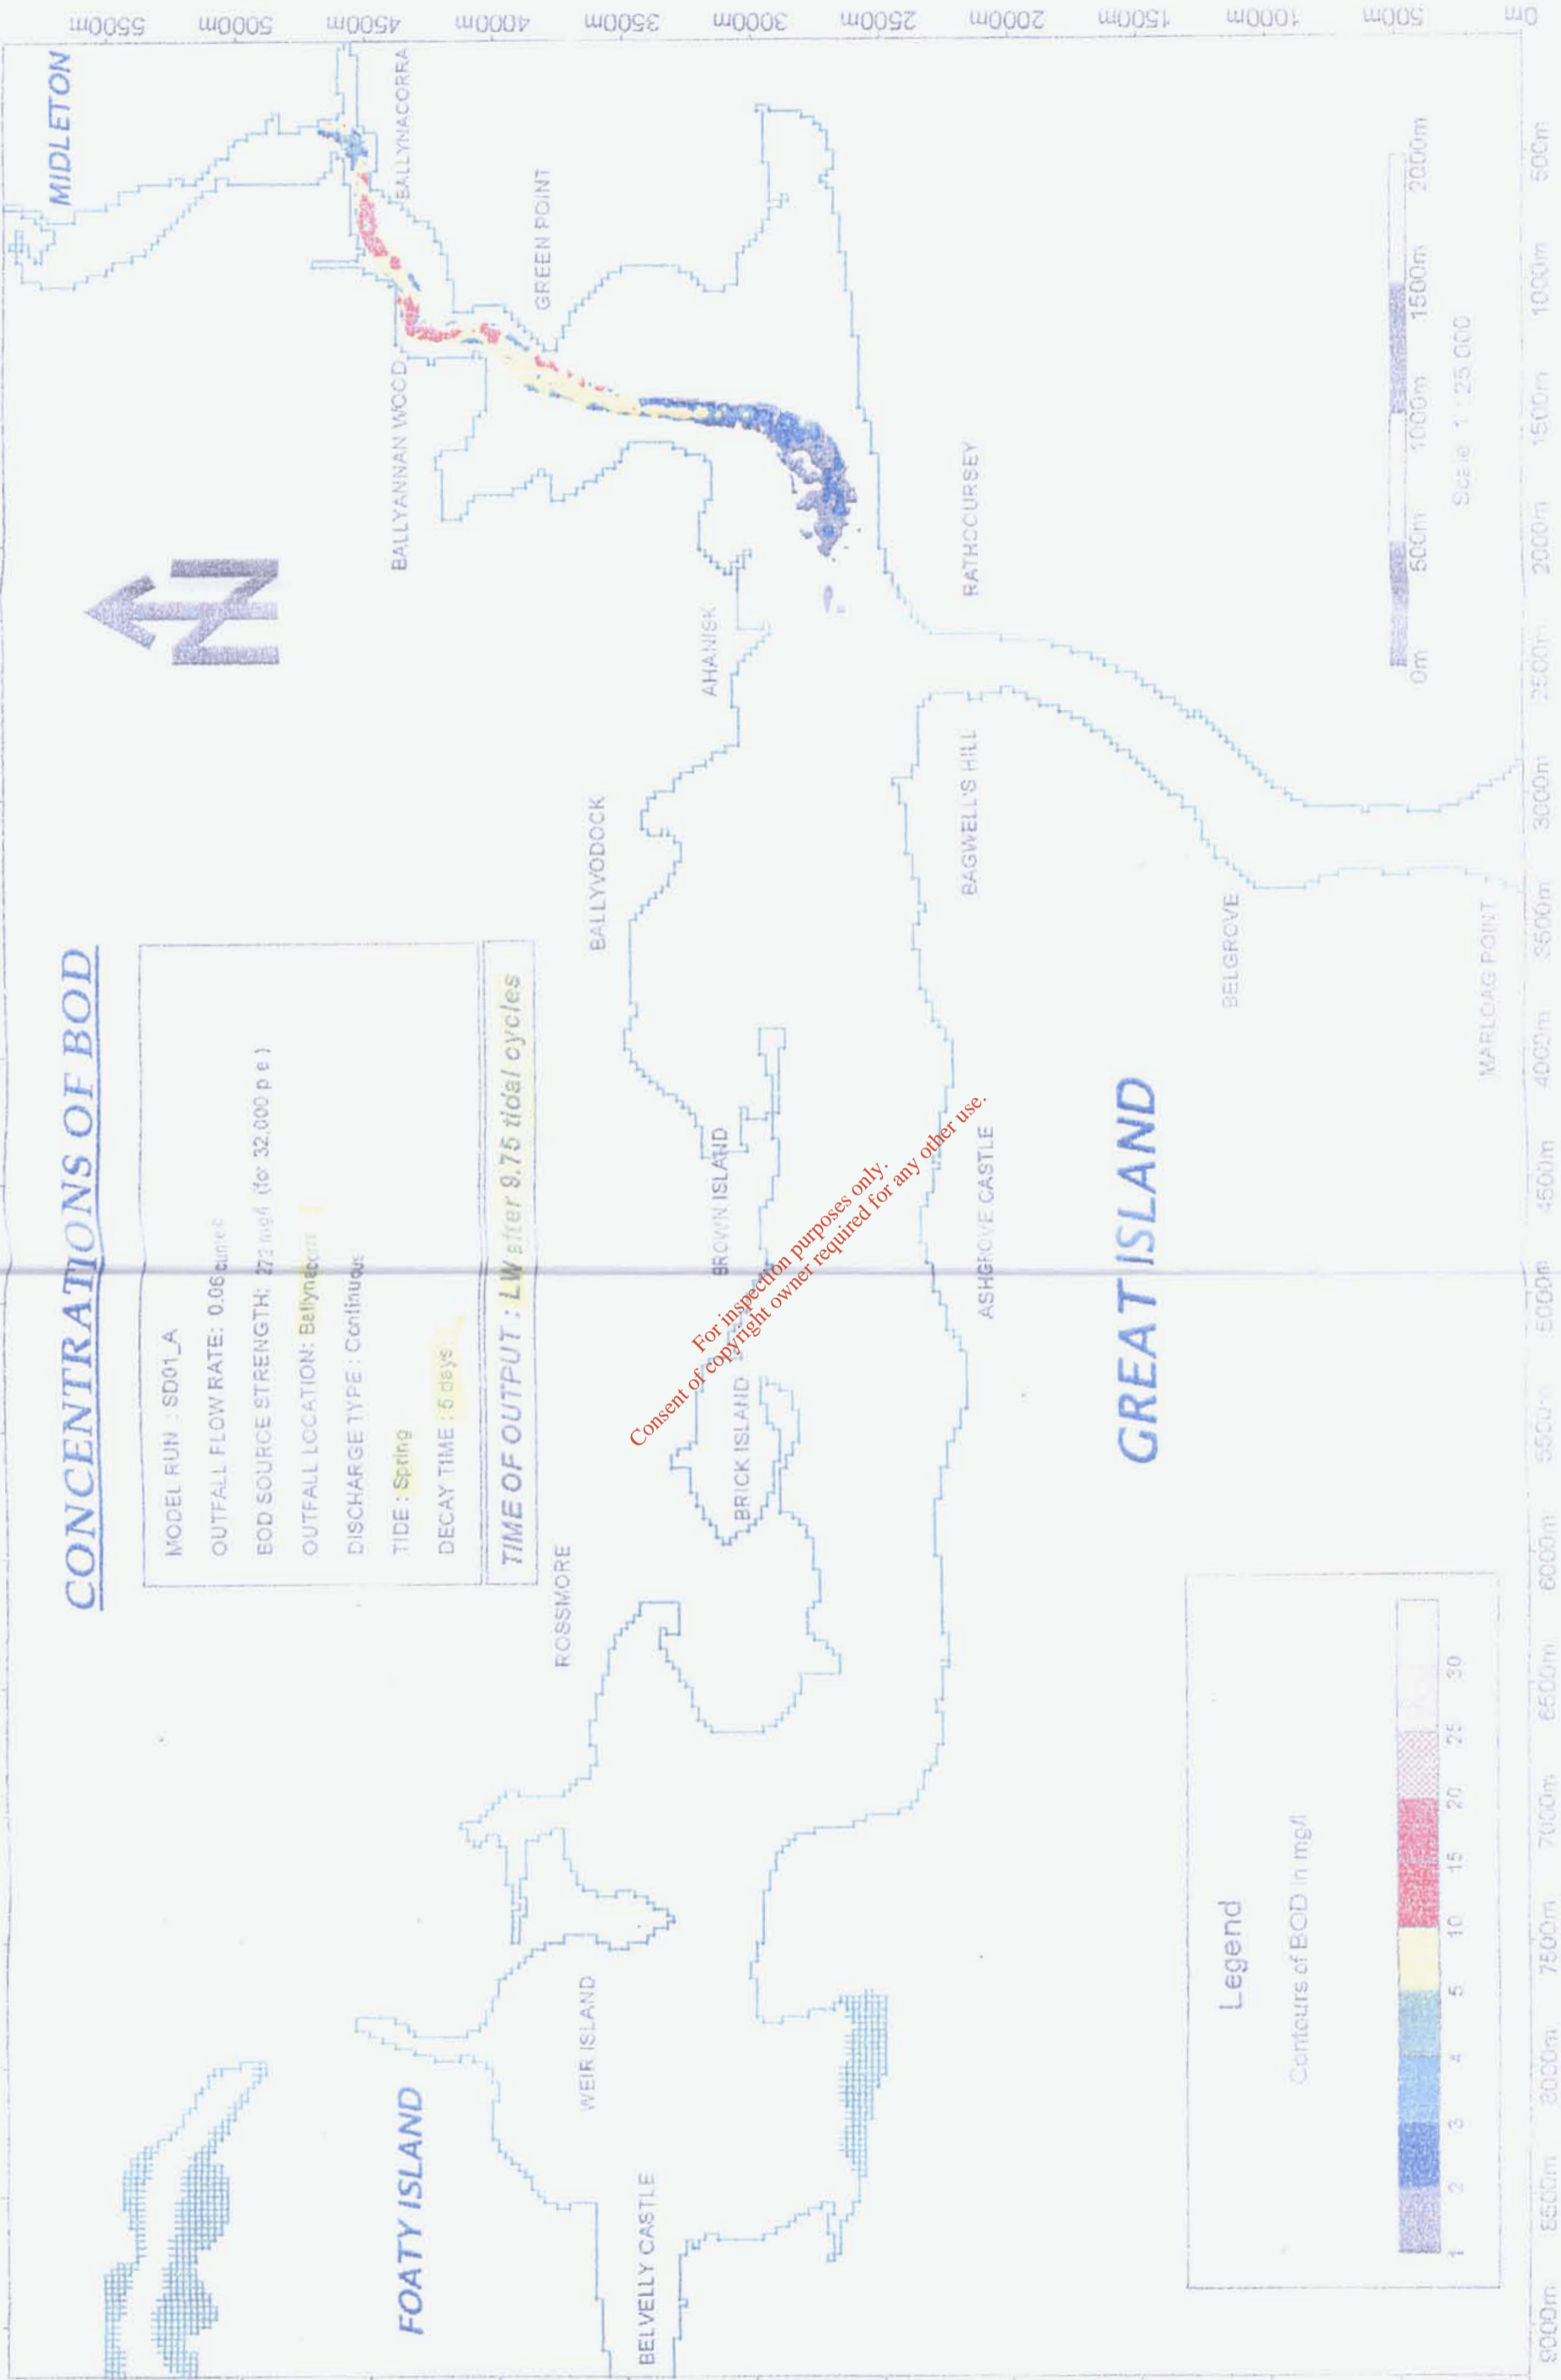 CONCENTRATIONS OF BOD
MODEL RUN : SD01_A
OUTFALL FLOW RATE: 0.06
BOD SOURCE STRENGTH: 272 mg/l (for 32,000 p e )
OUTFALL LOCATION: Ballynacorra
DISCHARGE TYPE : Continuous
TIDE : Spring
DECAY TIME : 5 days
TIME OF OUTPUT : LW after 9.75 tidal cycles
MIDLETON
BALLYNACORRA
BALLYANNAN WOOD
GREEN POINT
N
FOATY ISLAND
WEIR ISLAND
BELVELLY CASTLE
ROSSMORE
BALLYVODOCK
AHANISK
BROWN ISLAND
BRICK ISLAND
RATHCOURSEY
BAGWELL'S HILL
ASHGROVE CASTLE
BELGROVE
GREAT ISLAND
MARLOAG POINT
For inspection purposes only.
Consent of copyright owner required for any other use.
Legend
Contours of BOD in mg/l
1 2 3 4 5 10 15 20 25 30
0m 500m 1000m 1500m 2000m
Scale 1 : 25 000
5500m
5000m
4500m
4000m
3500m
3000m
2500m
2000m
1500m
1000m
500m
0m
9000m 8500m 8000m 7500m 7000m 6500m 6000m 5500m 5000m 4500m 4000m 3500m 3000m 2500m 2000m 1500m 1000m 500m